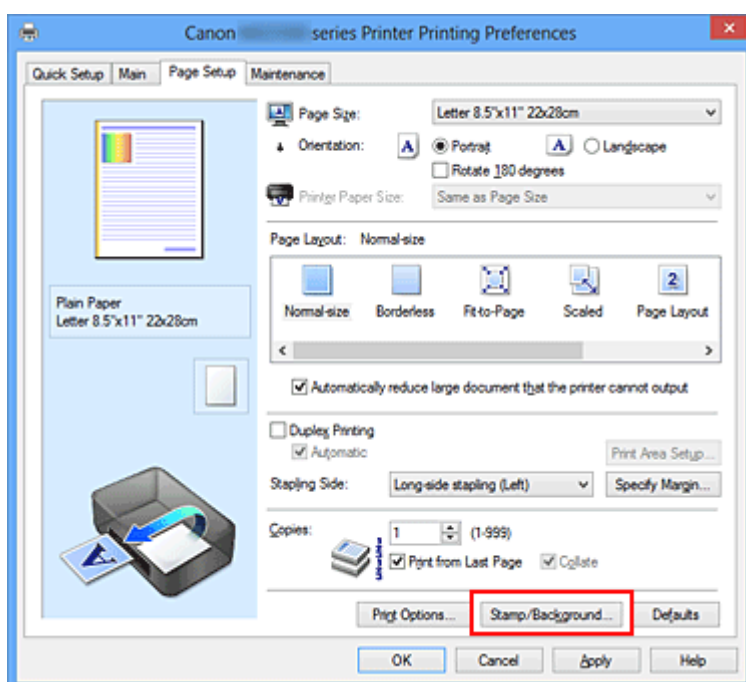 Canon series Printer Printing Preferences
Quick Setup Main Page Setup Maintenance
Page Size: Letter 8.5"x11" 22x28cm
Orientation: A Portrait A Landscape
Rotate 180 degrees
Printer Paper Size: Same as Page Size
Page Layout: Normal-size
2
Normal-size Borderless Fit-to-Page Scaled Page Layout
Plain Paper
Letter 8.5"x11" 22x28cm
Automatically reduce large document that the printer cannot output
Duplex Printing
Automatic Print Area Setup...
Stapling Side: Long-side stapling (Left) Specify Margin...
Copies: 1 (1-999)
Print from Last Page Collate
A
Print Options... Stamp/Background... Defaults
OK Cancel Apply Help